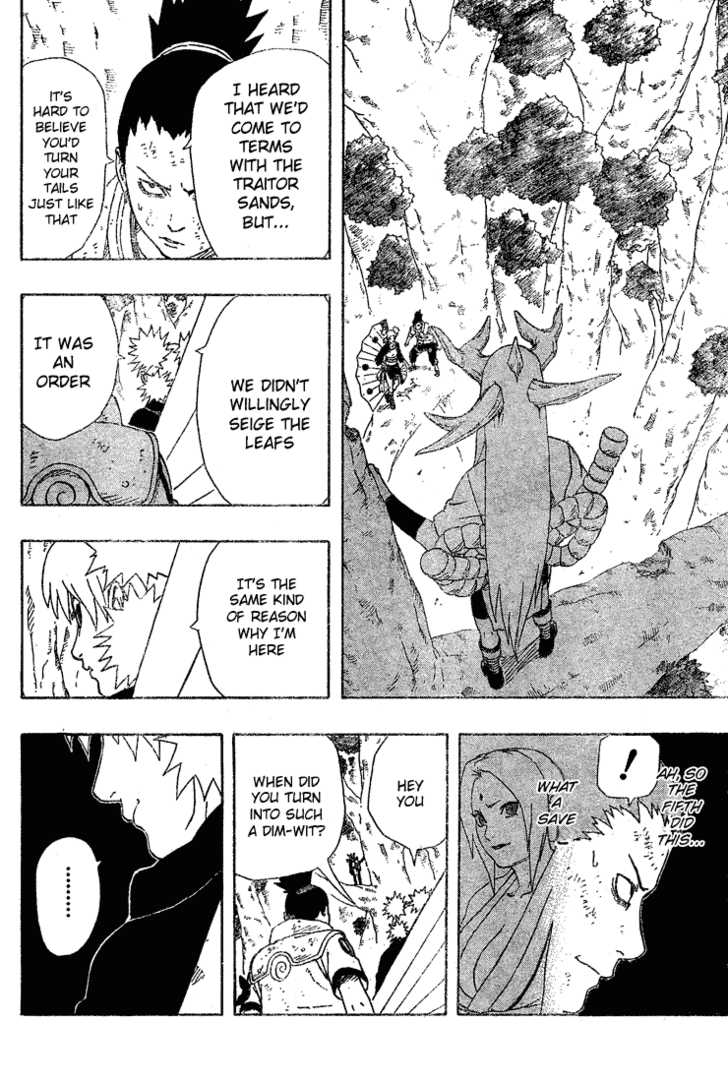 I HEARD
THAT WE'D
COME TO
TERMS
WITH THE
TRAITOR
SANDS,
BUT...
IT'S
HARD TO
BELIEVE
YOU'D
TURN
YOUR
TAILS
JUST LIKE
THAT
WE DIDN'T
WILLINGLY
SEIGE THE
LEAFS
IT WAS
AN
ORDER
IT'S THE
SAME KIND
OF REASON
WHY I'M
HERE
!
AH, SO
THE
FIFTH
DID
THIS...
WHAT
A
SAVE
HEY
YOU
WHEN DID
YOU TURN
INTO SUCH
A DIM-WIT?
.........